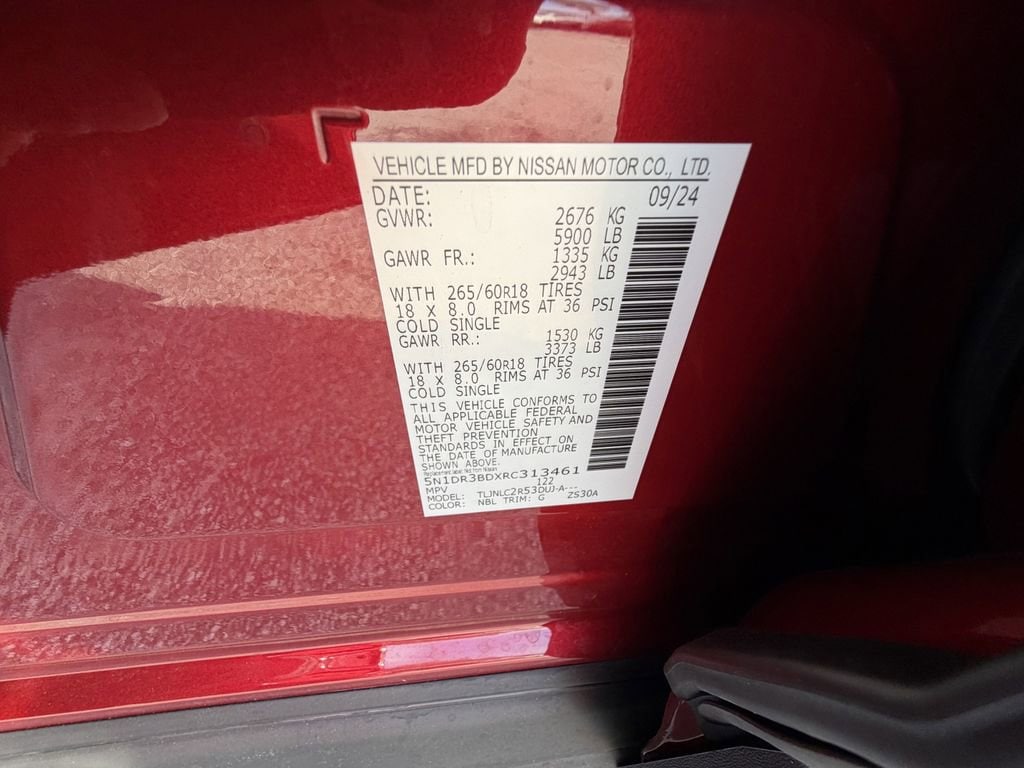 VEHICLE MFD BY NISSAN MOTOR CO., LTD.
DATE: 09/24
GVWR: 2676 KG
5900 LB
GAWR FR.: 1335 KG
2943 LB
WITH 265/60R18 TIRES
18 X 8.0 RIMS AT 36 PSI
COLD SINGLE
GAWR RR.: 1530 KG
3373 LB
WITH 265/60R18 TIRES
18 X 8.0 RIMS AT 36 PSI
COLD SINGLE
THIS VEHICLE CONFORMS TO
ALL APPLICABLE FEDERAL
MOTOR VEHICLE SAFETY AND
THEFT PREVENTION
STANDARDS IN EFFECT ON
THE DATE OF MANUFACTURE
SHOWN ABOVE.
5N1DR3BDXRC313461
MPV 122
MODEL: TLJNLC2R53DUJ-A---
COLOR: NBL TRIM: G ZS30A